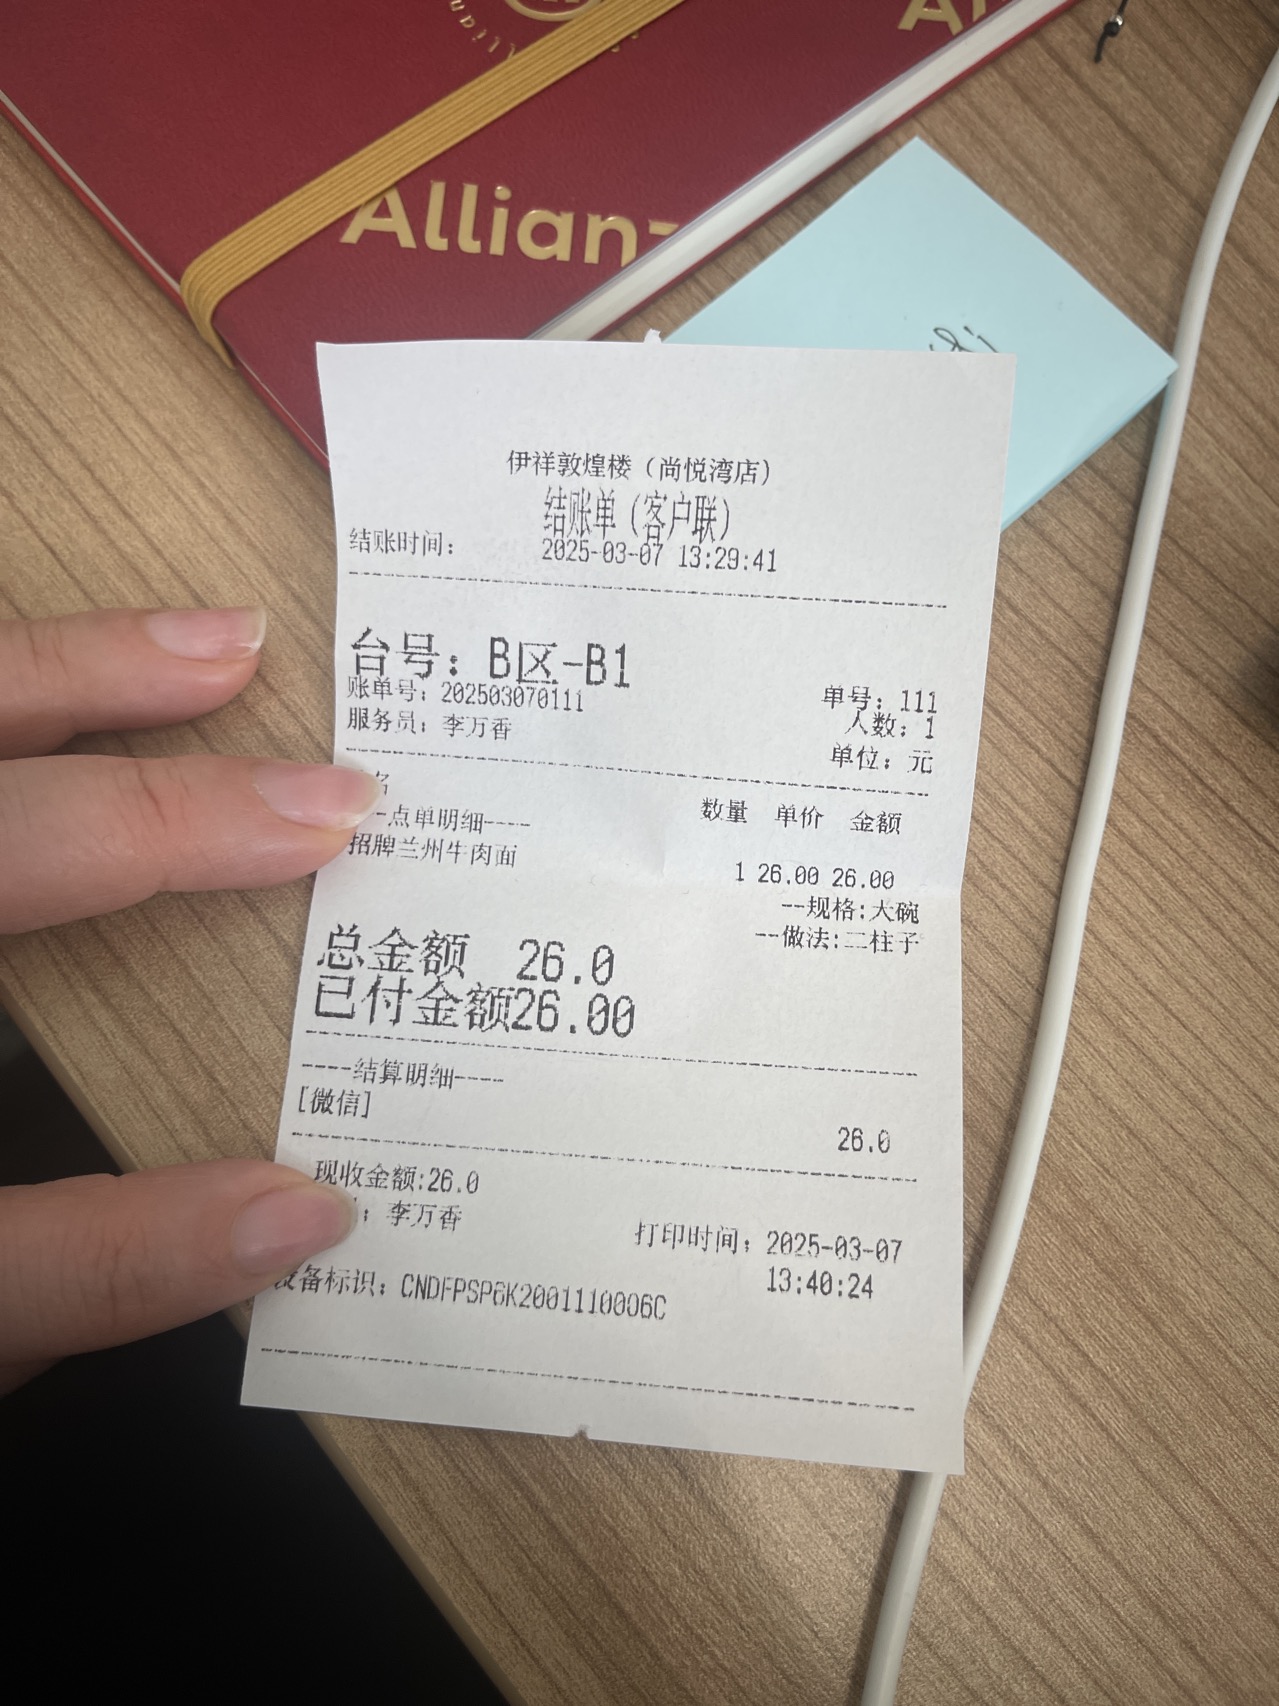 Allian
伊祥敦煌楼（尚悦湾店）
结账单（客户联）
结账时间： 2025-03-07 13:29:41
台号：B区-B1
账单号：202503070111 单号：111
服务员：李万香 人数：1
单位：元
名 数量 单价 金额
-点单明细----
招牌兰州牛肉面
1 26.00 26.00
--规格:大碗
--做法:二柱子
总金额 26.0
已付金额26.00
----结算明细----
[微信]
26.0
现收金额:26.0
：李万香 打印时间：2025-03-07
13:40:24
设备标识：CNDFPSP6K2001110006C